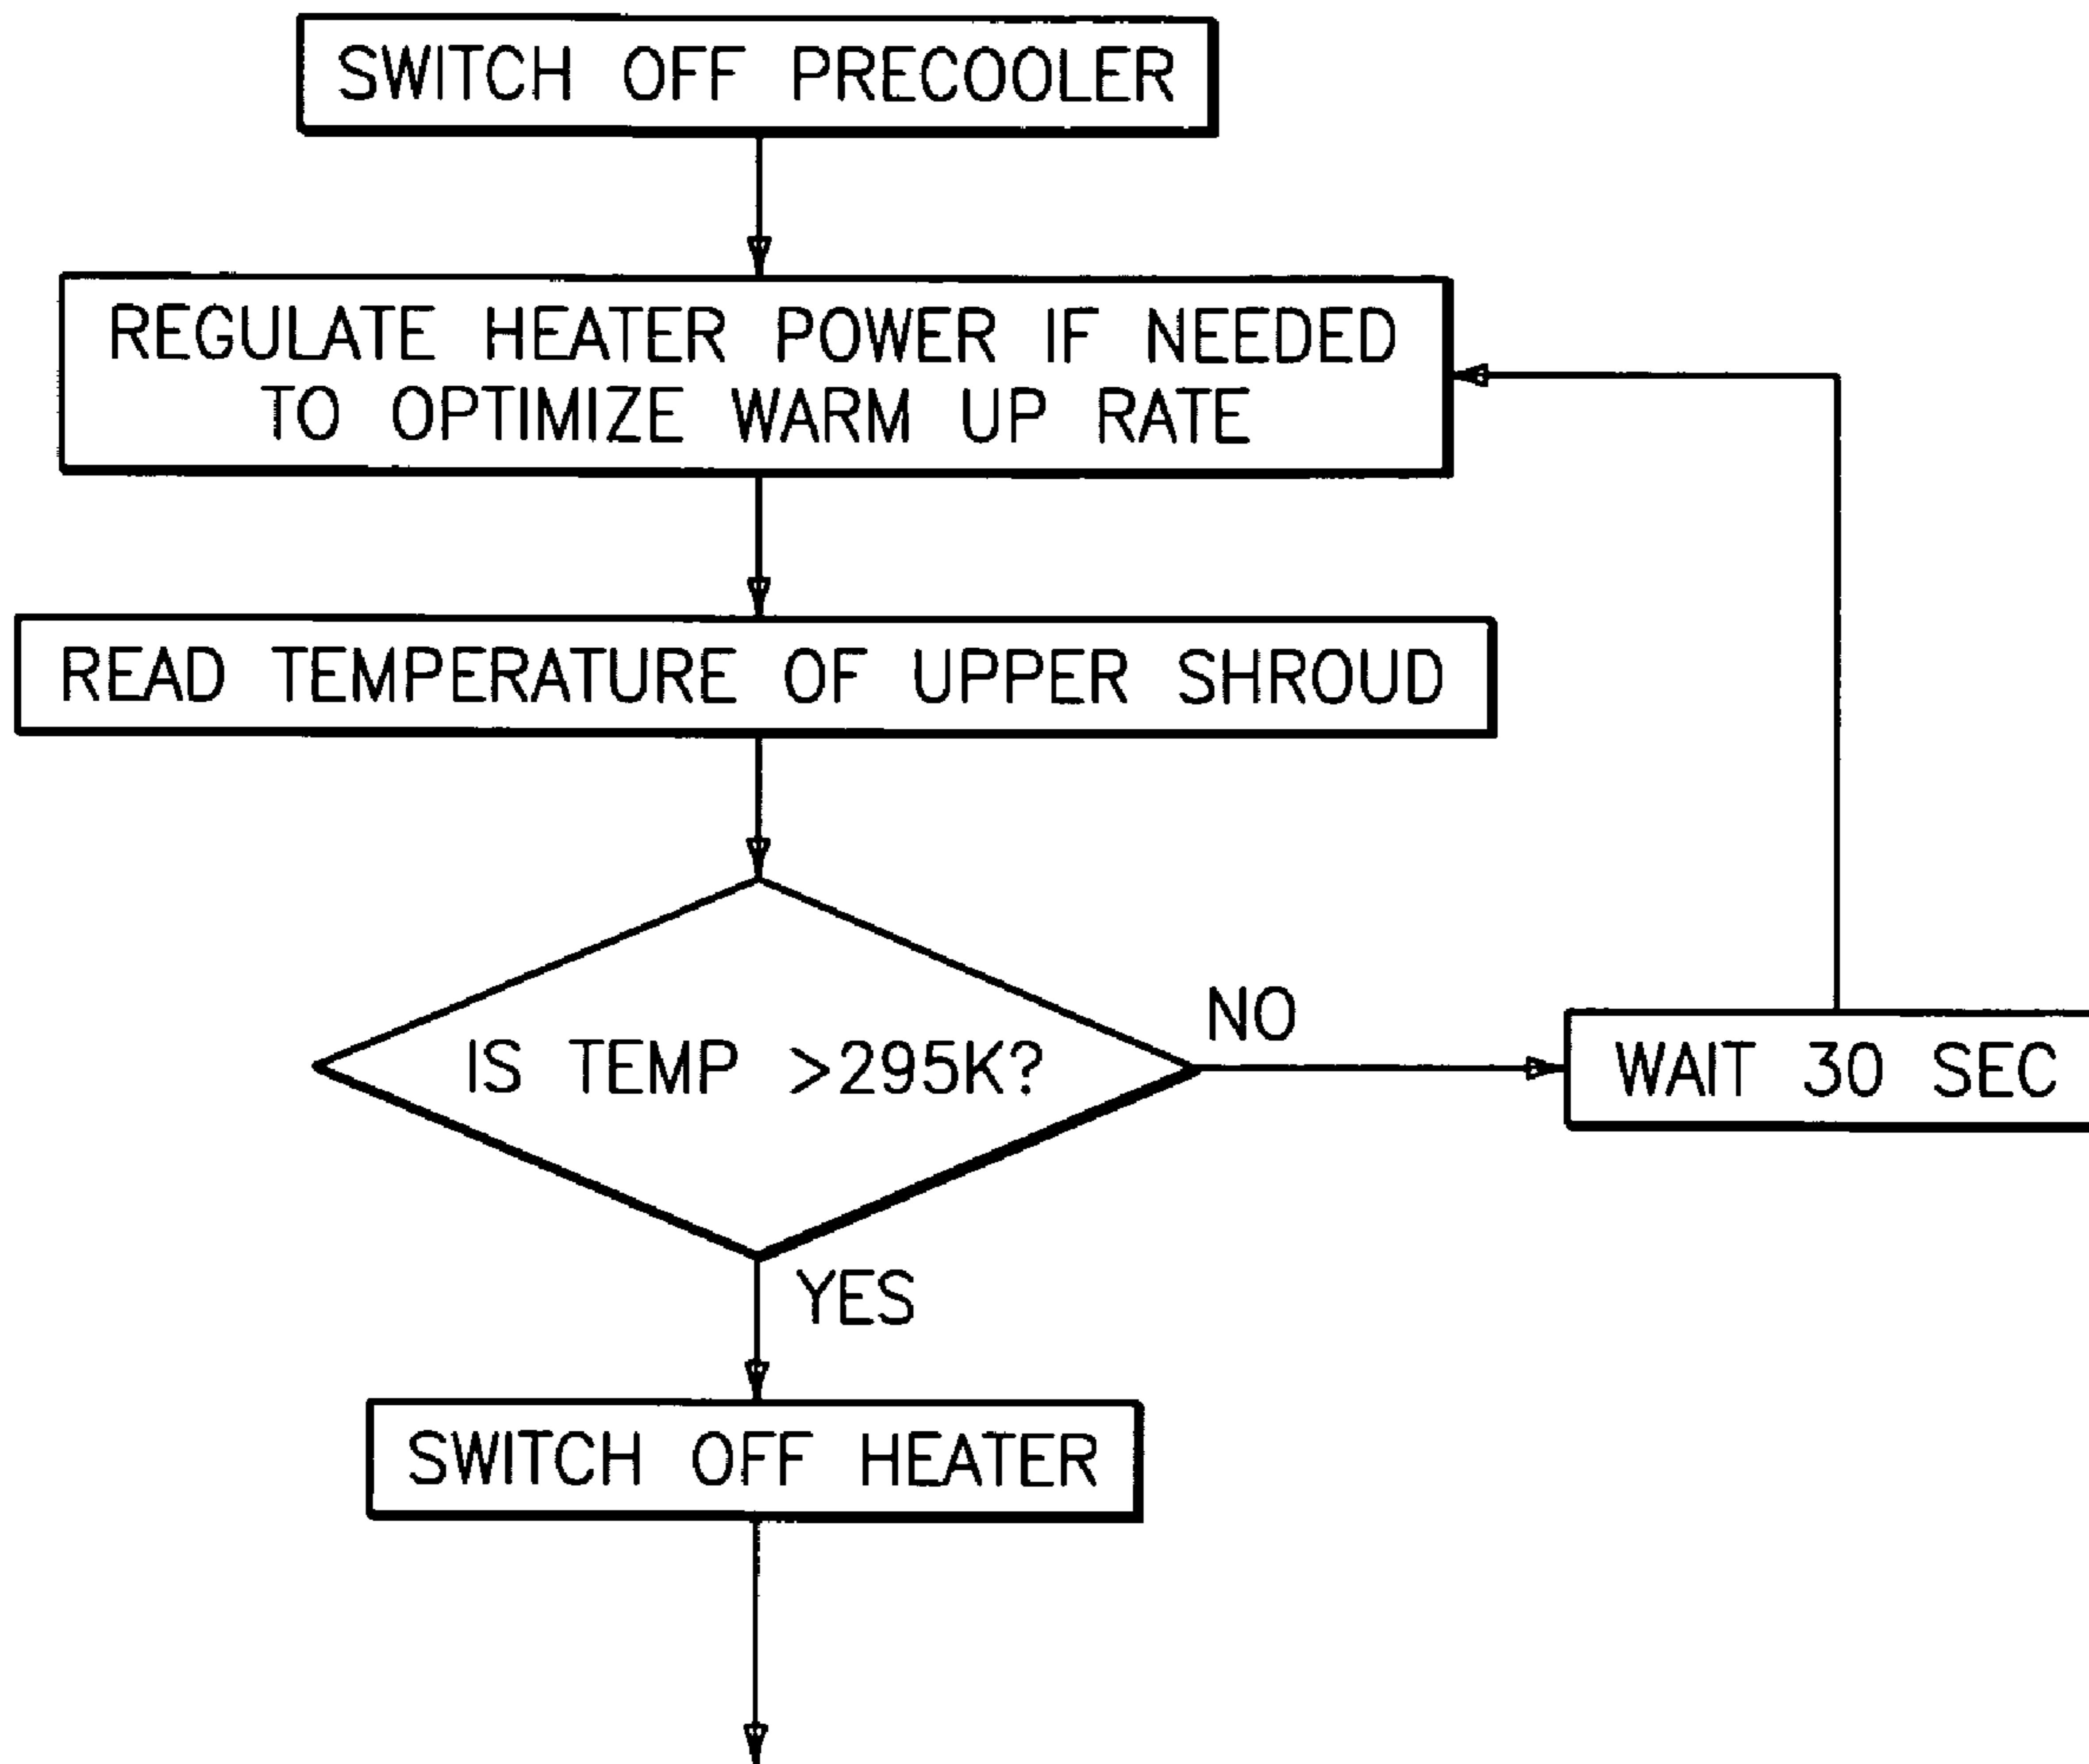 SWITCH OFF PRECOOLER
REGULATE HEATER POWER IF NEEDED
TO OPTIMIZE WARM UP RATE
READ TEMPERATURE OF UPPER SHROUD
IS TEMP >295K?
NO
WAIT 30 SEC
YES
SWITCH OFF HEATER